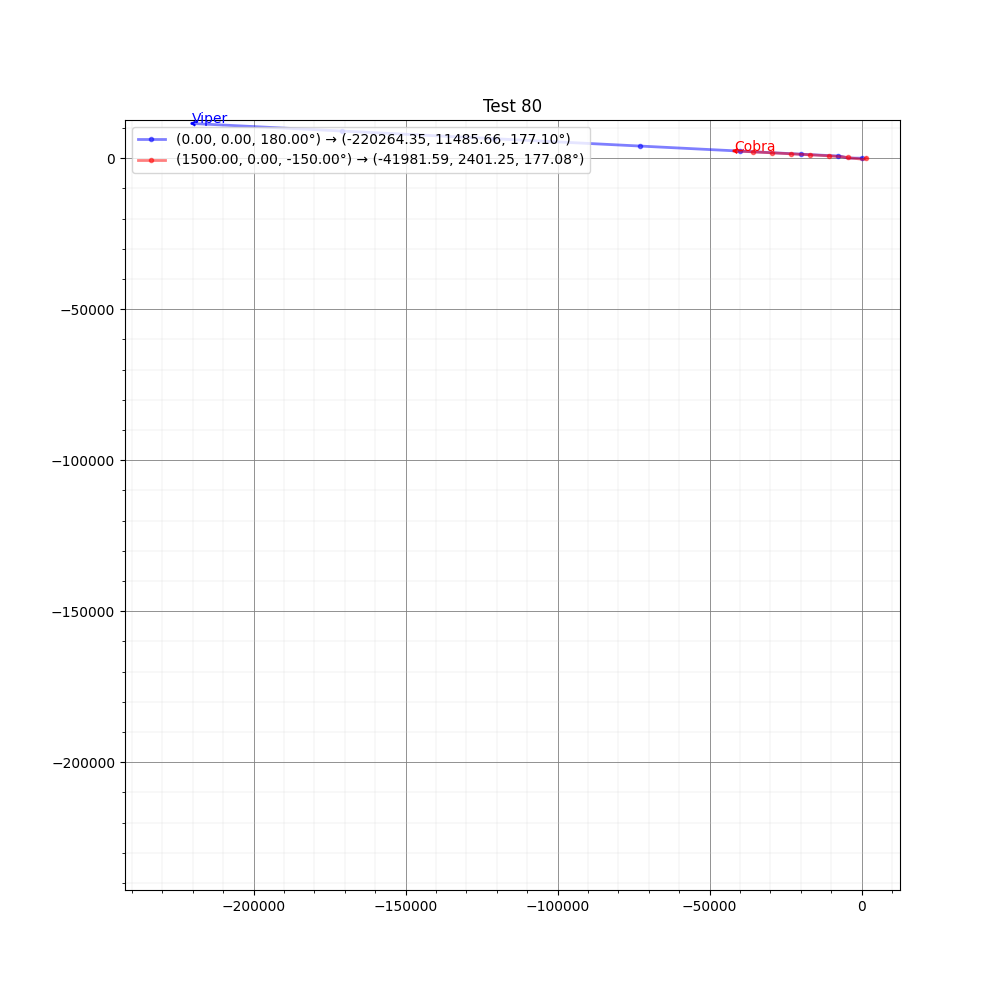 Test 80
Viper
(0.00, 0.00, 180.00°) → (-220264.35, 11485.66, 177.10°)
(1500.00, 0.00, -150.00°) → (-41981.59, 2401.25, 177.08°)
Cobra
0
−50000
−100000
−150000
−200000
−200000
−150000
−100000
−50000
0